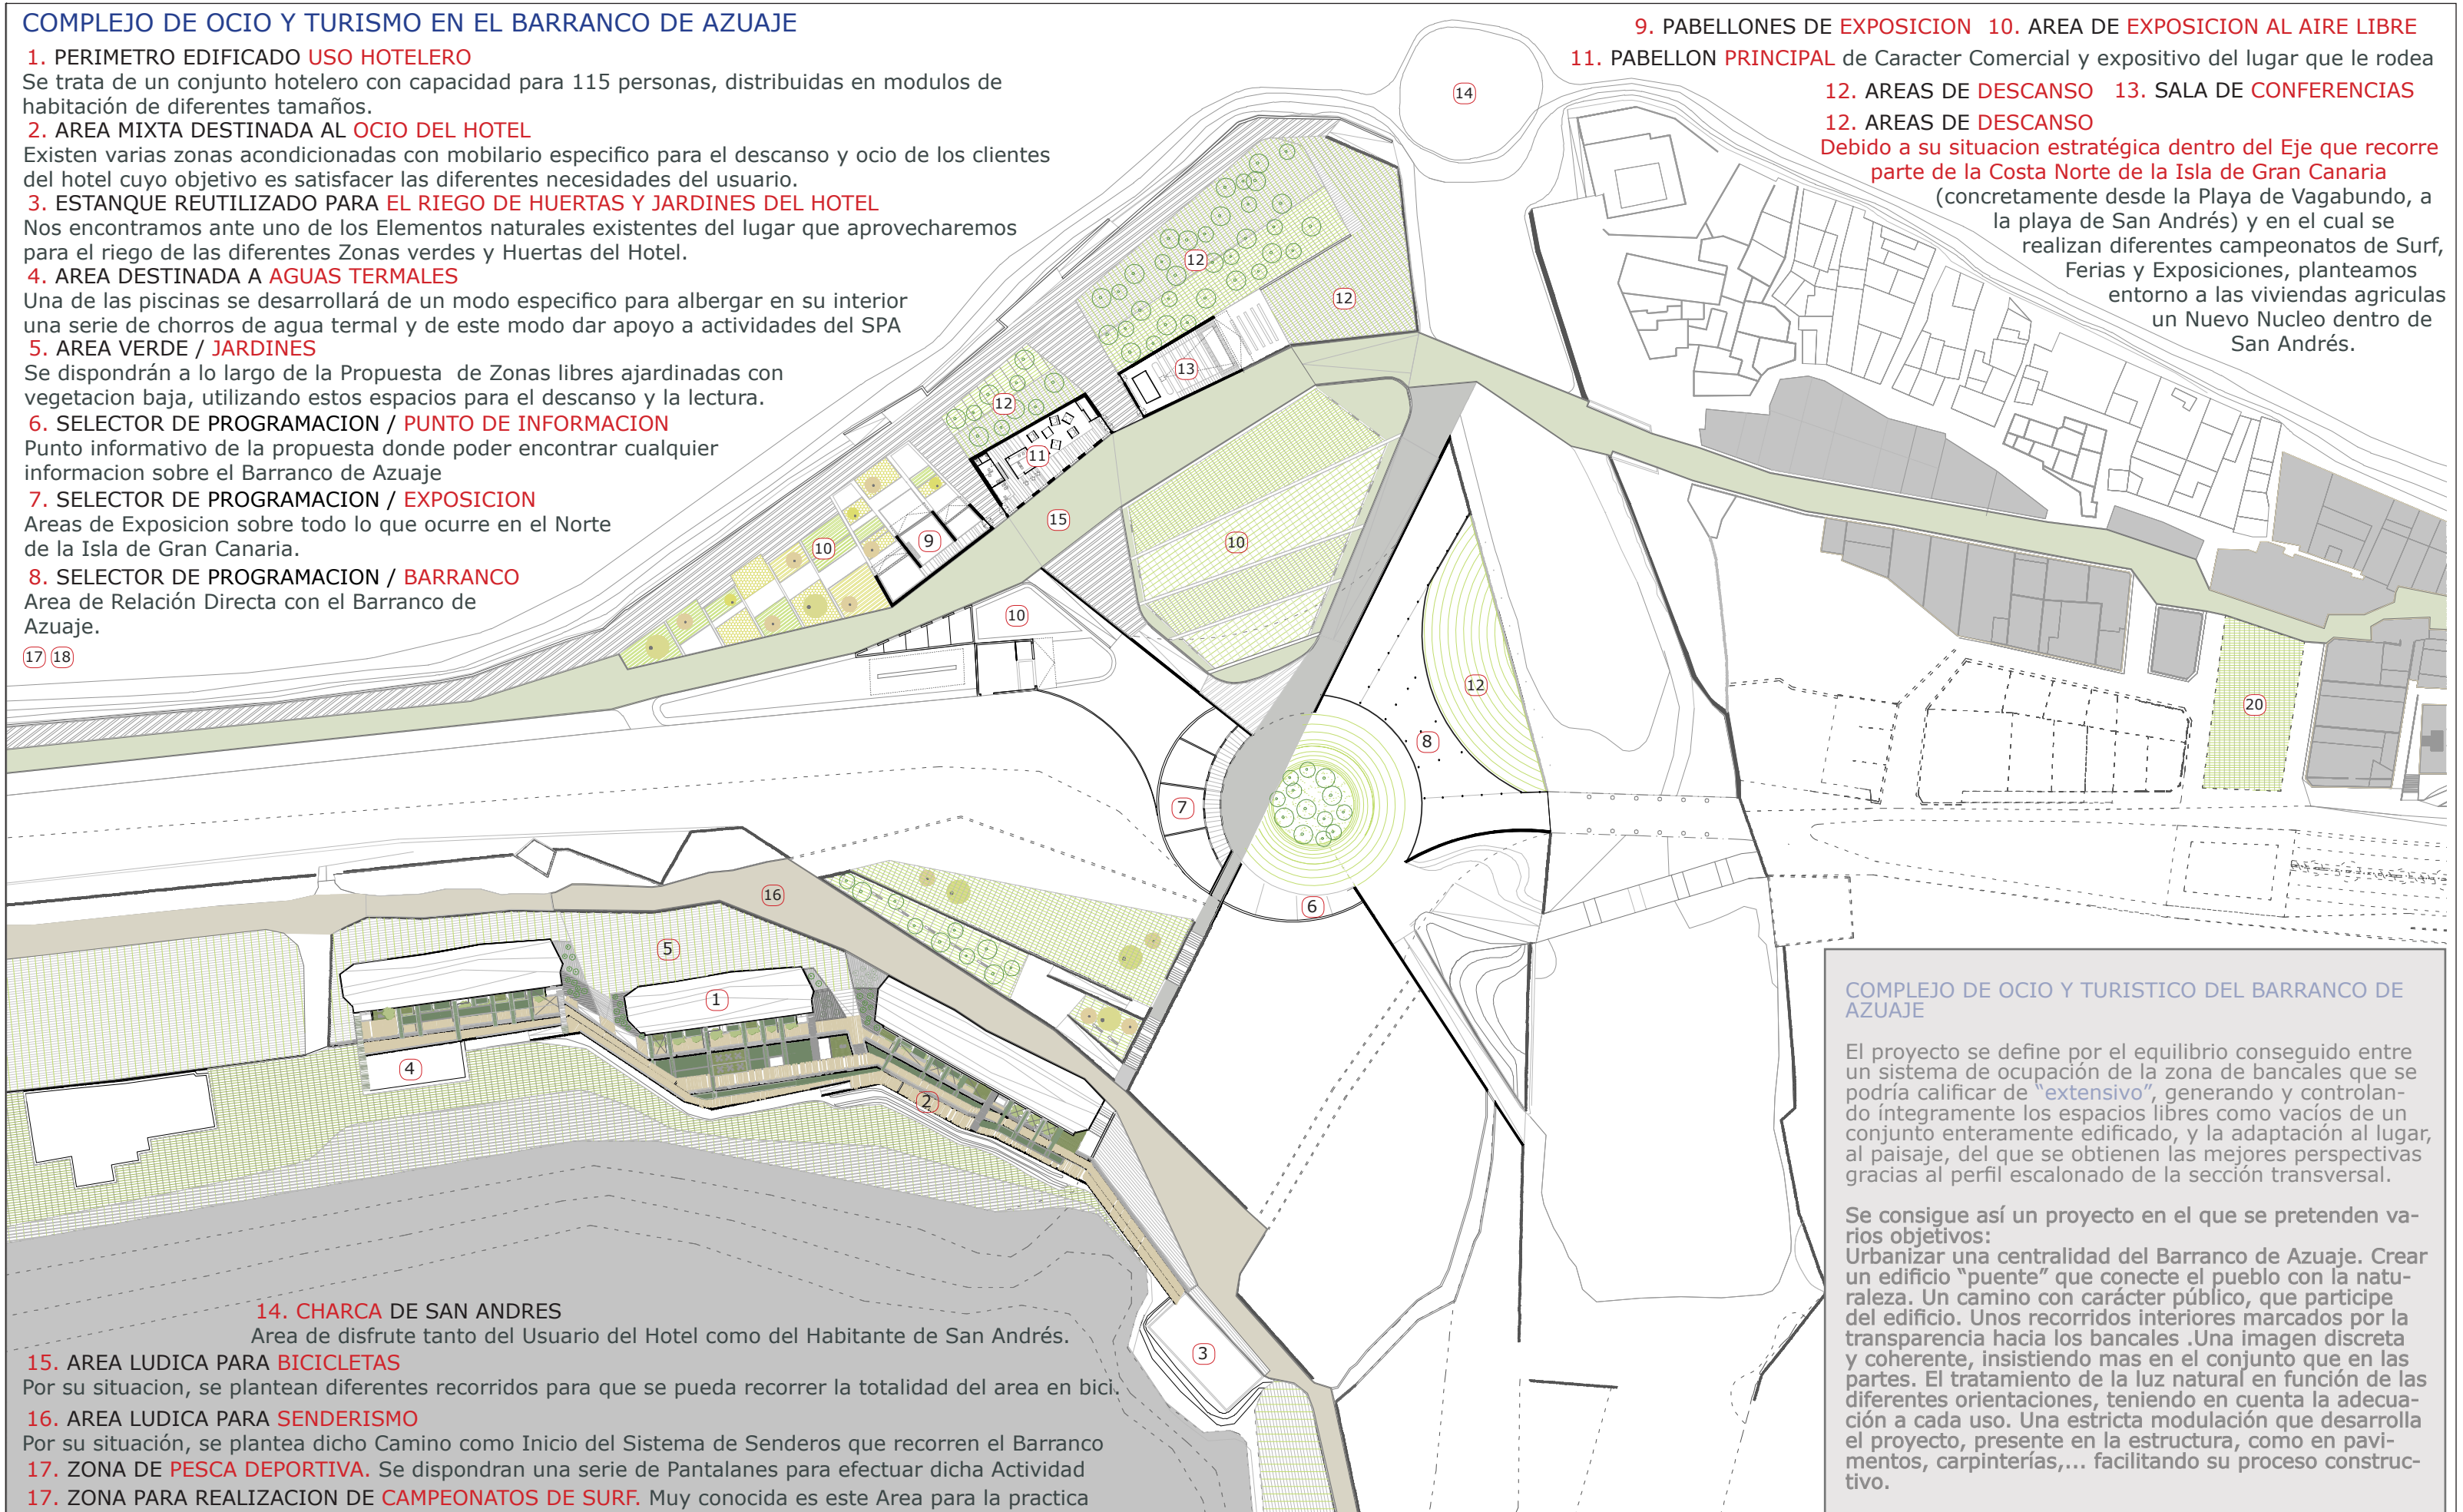 COMPLEJO DE OCIO Y TURISMO EN EL BARRANCO DE AZUAJE
1. PERIMETRO EDIFICADO USO HOTELERO
Se trata de un conjunto hotelero con capacidad para 115 personas, distribuidas en modulos de
habitación de diferentes tamaños.
2. AREA MIXTA DESTINADA AL OCIO DEL HOTEL
Existen varias zonas acondicionadas con mobilario especifico para el descanso y ocio de los clientes
del hotel cuyo objetivo es satisfacer las diferentes necesidades del usuario.
3. ESTANQUE REUTILIZADO PARA EL RIEGO DE HUERTAS Y JARDINES DEL HOTEL
Nos encontramos ante uno de los Elementos naturales existentes del lugar que aprovecharemos
para el riego de las diferentes Zonas verdes y Huertas del Hotel.
4. AREA DESTINADA A AGUAS TERMALES
Una de las piscinas se desarrollará de un modo especifico para albergar en su interior
una serie de chorros de agua termal y de este modo dar apoyo a actividades del SPA
5. AREA VERDE / JARDINES
Se dispondrán a lo largo de la Propuesta de Zonas libres ajardinadas con
vegetacion baja, utilizando estos espacios para el descanso y la lectura.
6. SELECTOR DE PROGRAMACION / PUNTO DE INFORMACION
Punto informativo de la propuesta donde poder encontrar cualquier
informacion sobre el Barranco de Azuaje
7. SELECTOR DE PROGRAMACION / EXPOSICION
Areas de Exposicion sobre todo lo que ocurre en el Norte
de la Isla de Gran Canaria.
8. SELECTOR DE PROGRAMACION / BARRANCO
Area de Relación Directa con el Barranco de
Azuaje.
17 18
9. PABELLONES DE EXPOSICION 10. AREA DE EXPOSICION AL AIRE LIBRE
11. PABELLON PRINCIPAL de Caracter Comercial y expositivo del lugar que le rodea
12. AREAS DE DESCANSO 13. SALA DE CONFERENCIAS
12. AREAS DE DESCANSO
Debido a su situacion estratégica dentro del Eje que recorre
parte de la Costa Norte de la Isla de Gran Canaria
(concretamente desde la Playa de Vagabundo, a
la playa de San Andrés) y en el cual se
realizan diferentes campeonatos de Surf,
Ferias y Exposiciones, planteamos
entorno a las viviendas agriculas
un Nuevo Nucleo dentro de
San Andrés.
14
12
12
13
12
11
15
10
9
10
10
12
8
20
7
16
6
5
1
4
2
3
14. CHARCA DE SAN ANDRES
Area de disfrute tanto del Usuario del Hotel como del Habitante de San Andrés.
15. AREA LUDICA PARA BICICLETAS
Por su situacion, se plantean diferentes recorridos para que se pueda recorrer la totalidad del area en bici.
16. AREA LUDICA PARA SENDERISMO
Por su situación, se plantea dicho Camino como Inicio del Sistema de Senderos que recorren el Barranco
17. ZONA DE PESCA DEPORTIVA. Se dispondran una serie de Pantalanes para efectuar dicha Actividad
17. ZONA PARA REALIZACION DE CAMPEONATOS DE SURF. Muy conocida es este Area para la practica
COMPLEJO DE OCIO Y TURISTICO DEL BARRANCO DE
AZUAJE
El proyecto se define por el equilibrio conseguido entre
un sistema de ocupación de la zona de bancales que se
podría calificar de "extensivo", generando y controlan-
do íntegramente los espacios libres como vacíos de un
conjunto enteramente edificado, y la adaptación al lugar,
al paisaje, del que se obtienen las mejores perspectivas
gracias al perfil escalonado de la sección transversal.
Se consigue así un proyecto en el que se pretenden va-
rios objetivos:
Urbanizar una centralidad del Barranco de Azuaje. Crear
un edificio "puente" que conecte el pueblo con la natu-
raleza. Un camino con carácter público, que participe
del edificio. Unos recorridos interiores marcados por la
transparencia hacia los bancales .Una imagen discreta
y coherente, insistiendo mas en el conjunto que en las
partes. El tratamiento de la luz natural en función de las
diferentes orientaciones, teniendo en cuenta la adecua-
ción a cada uso. Una estricta modulación que desarrolla
el proyecto, presente en la estructura, como en pavi-
mentos, carpinterías,... facilitando su proceso construc-
tivo.